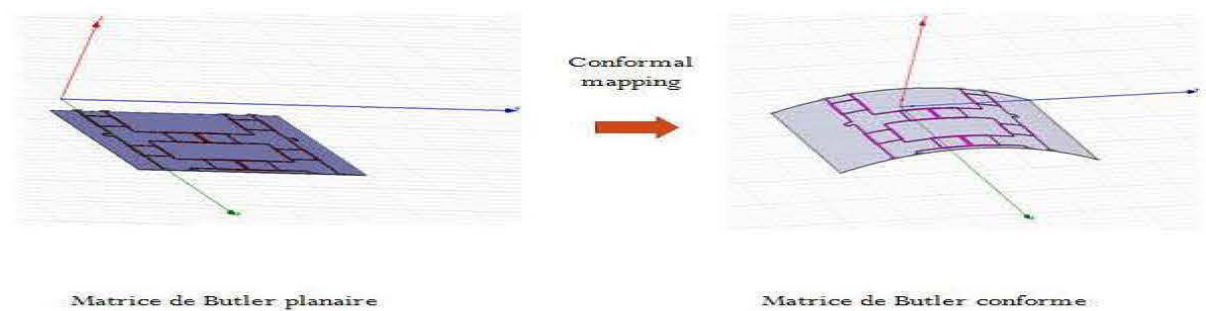 Conformal
mapping
Matrice de Butler planaire
Matrice de Butler conforme